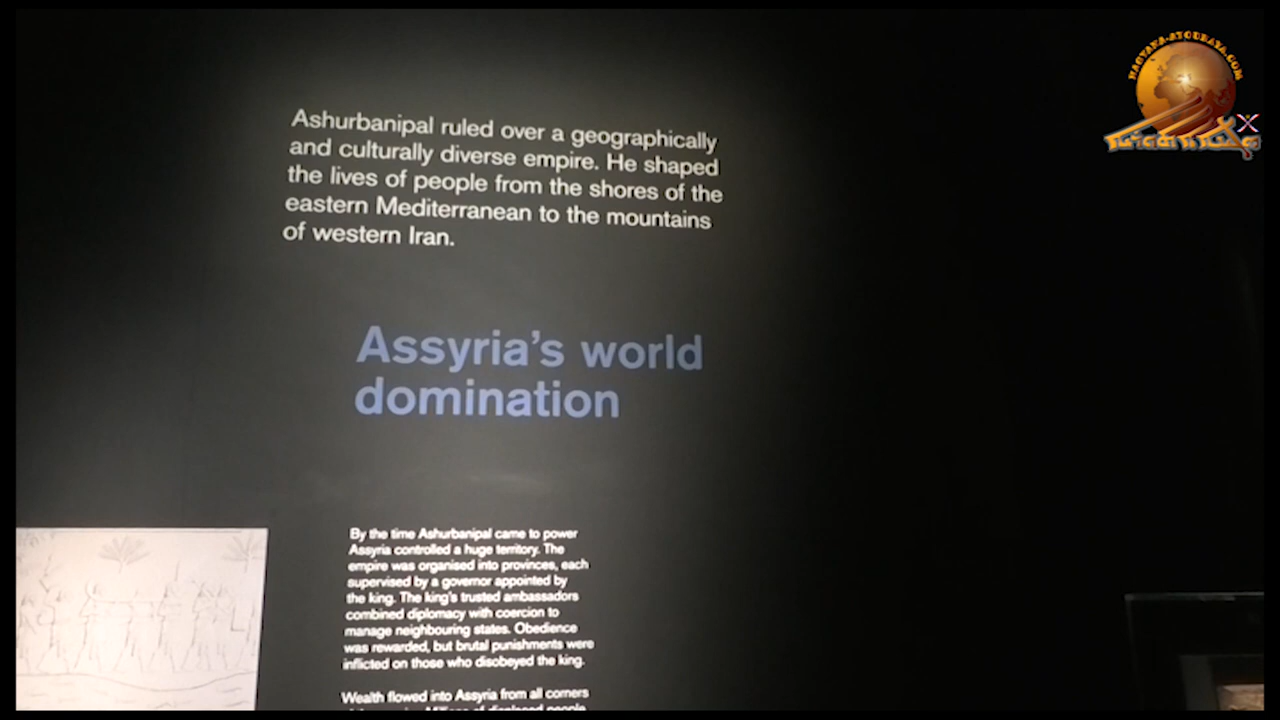 Ashurbanipal ruled over a geographically
and culturally diverse empire. He shaped
the lives of people from the shores of the
eastern Mediterranean to the mountains
of western Iran.
Assyria's world
domination
By the time Ashurbanipal came to power
Assyria controlled a huge territory. The
empire was organised into provinces, each
supervised by a governor appointed by
the king. The king's trusted ambassadors
combined diplomacy with coercion to
manage neighbouring states. Obedience
was rewarded, but brutal punishments were
inflicted on those who disobeyed the king.
Wealth flowed into Assyria from all corners